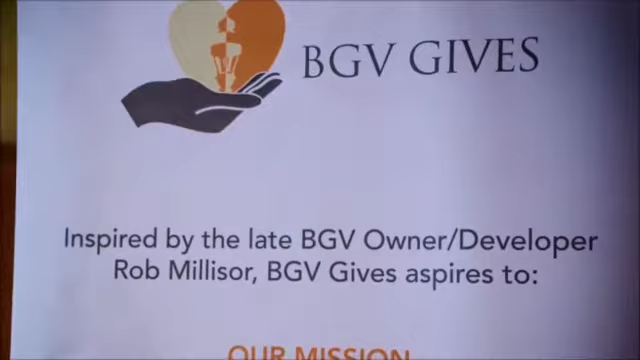 BGV GIVES
Inspired by the late BGV Owner/Developer
Rob Millisor, BGV Gives aspires to:
OUR MISSION